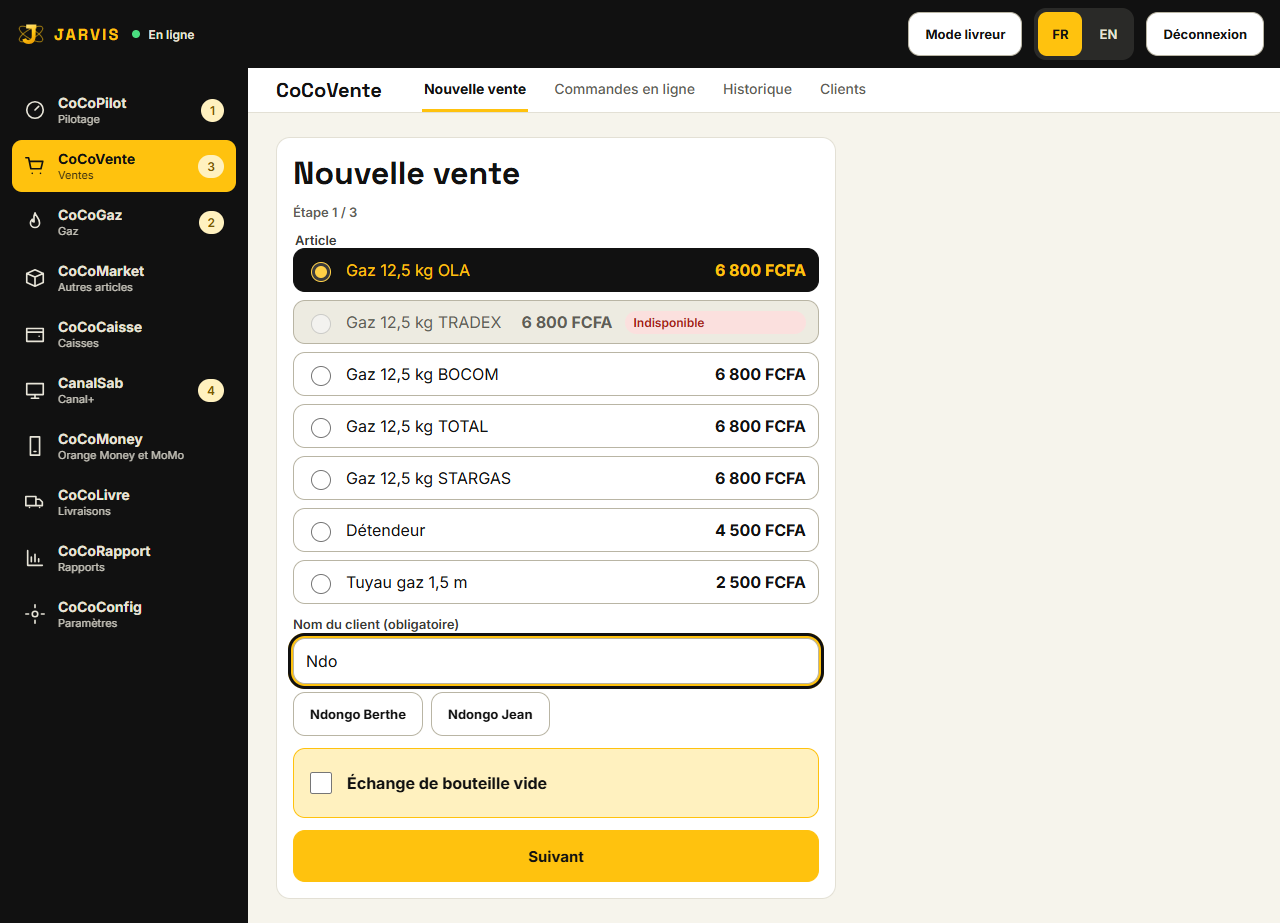 JARVIS
En ligne
Mode livreur
FR
EN
Déconnexion
CoCoPilot
Pilotage
1
CoCoVente
Ventes
3
CoCoGaz
Gaz
2
CoCoMarket
Autres articles
CoCoCaisse
Caisses
CanalSab
Canal+
4
CoCoMoney
Orange Money et MoMo
CoCoLivre
Livraisons
CoCoRapport
Rapports
CoCoConfig
Paramètres
CoCoVente
Nouvelle vente
Commandes en ligne
Historique
Clients
Nouvelle vente
Étape 1 / 3
Article
Gaz 12,5 kg OLA 6 800 FCFA
Gaz 12,5 kg TRADEX 6 800 FCFA Indisponible
Gaz 12,5 kg BOCOM 6 800 FCFA
Gaz 12,5 kg TOTAL 6 800 FCFA
Gaz 12,5 kg STARGAS 6 800 FCFA
Détendeur 4 500 FCFA
Tuyau gaz 1,5 m 2 500 FCFA
Nom du client (obligatoire)
Ndo
Ndongo Berthe
Ndongo Jean
Échange de bouteille vide
Suivant